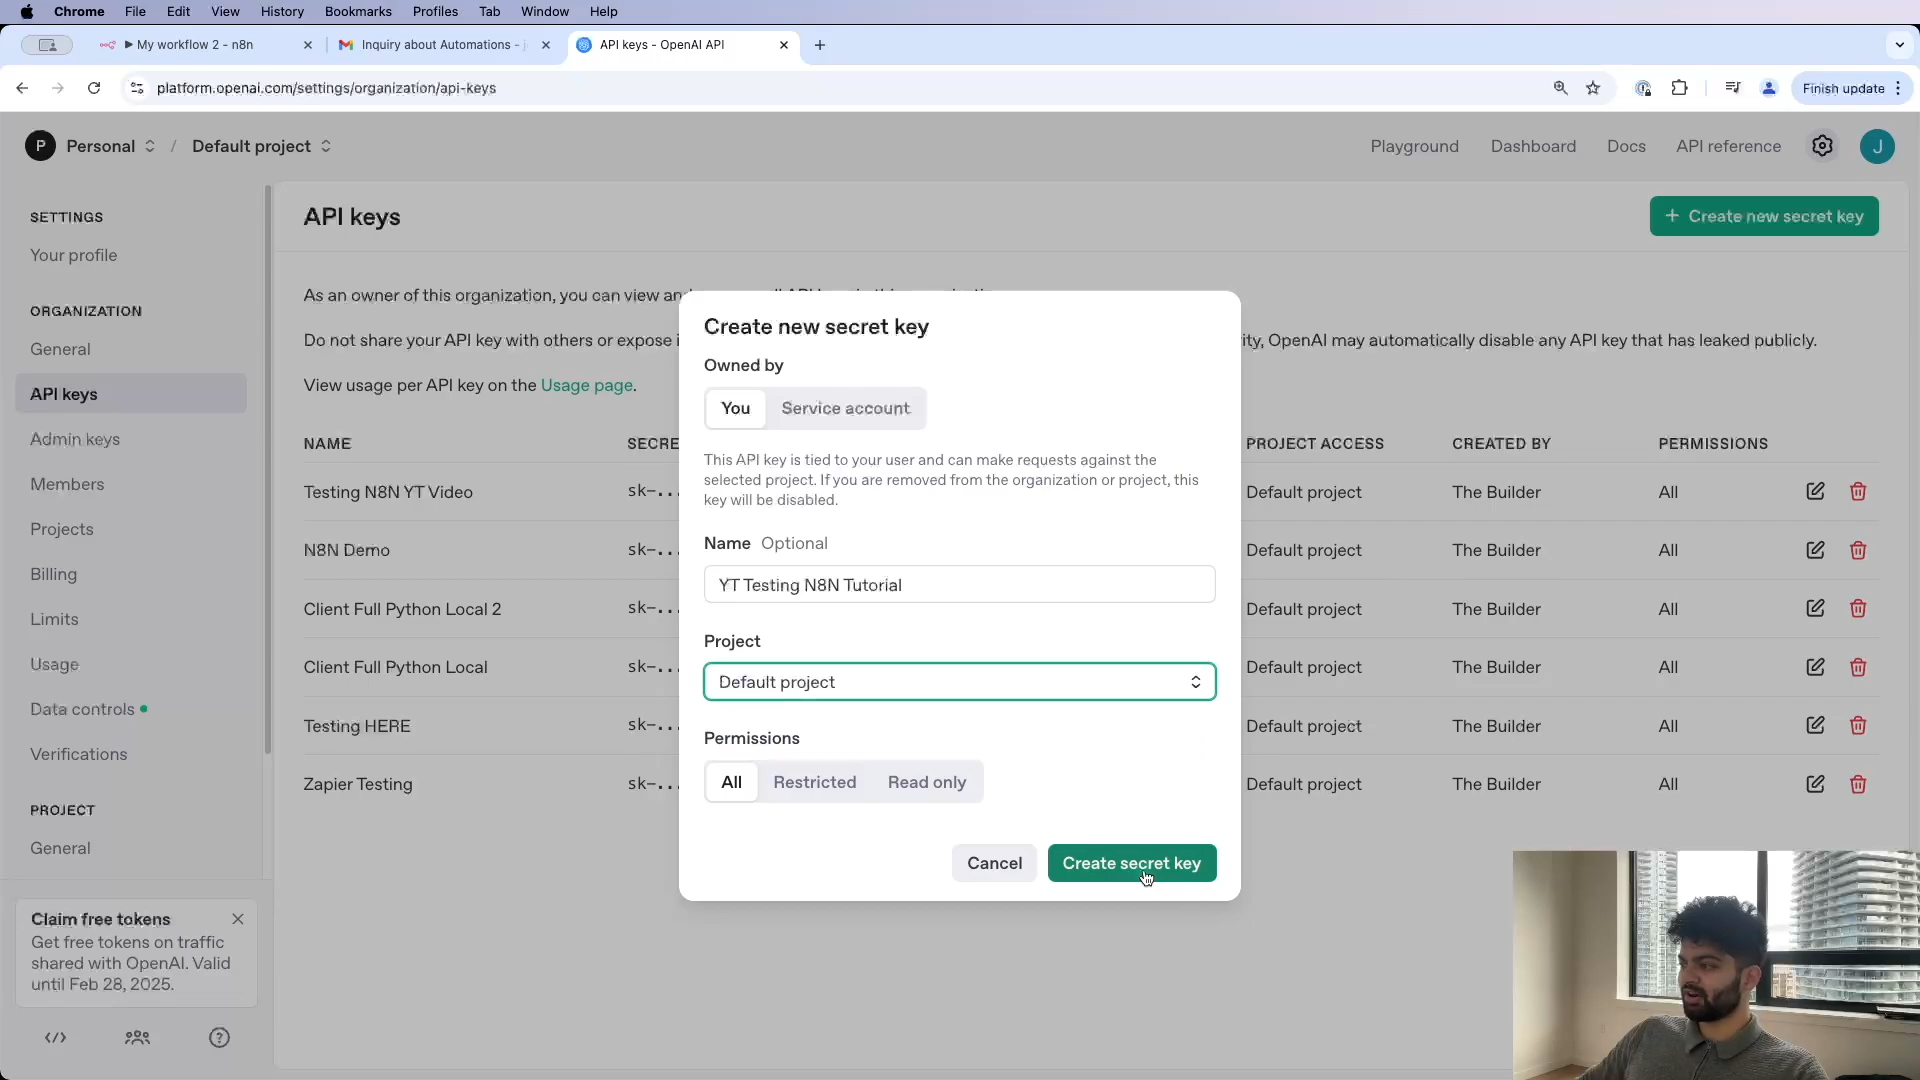 Chrome File Edit View History Bookmarks Profiles Tab Window Help
My workflow 2 - n8n
Inquiry about Automations -
API keys - OpenAI API
platform.openai.com/settings/organization/api-keys
Finish update
P Personal / Default project
Playground Dashboard Docs API reference J
SETTINGS
Your profile
ORGANIZATION
General
API keys
Admin keys
Members
Projects
Billing
Limits
Usage
Data controls
Verifications
PROJECT
General
Claim free tokens
Get free tokens on traffic
shared with OpenAI. Valid
until Feb 28, 2025.
API keys
+ Create new secret key
As an owner of this organization, you can view an
Do not share your API key with others or expose i
ity, OpenAI may automatically disable any API key that has leaked publicly.
View usage per API key on the Usage page.
NAME SECRE PROJECT ACCESS CREATED BY PERMISSIONS
Testing N8N YT Video sk-... Default project The Builder All
N8N Demo sk-... Default project The Builder All
Client Full Python Local 2 sk-... Default project The Builder All
Client Full Python Local sk-... Default project The Builder All
Testing HERE sk-... Default project The Builder All
Zapier Testing sk-... Default project The Builder All
Create new secret key
Owned by
You Service account
This API key is tied to your user and can make requests against the
selected project. If you are removed from the organization or project, this
key will be disabled.
Name Optional
YT Testing N8N Tutorial
Project
Default project
Permissions
All Restricted Read only
Cancel Create secret key